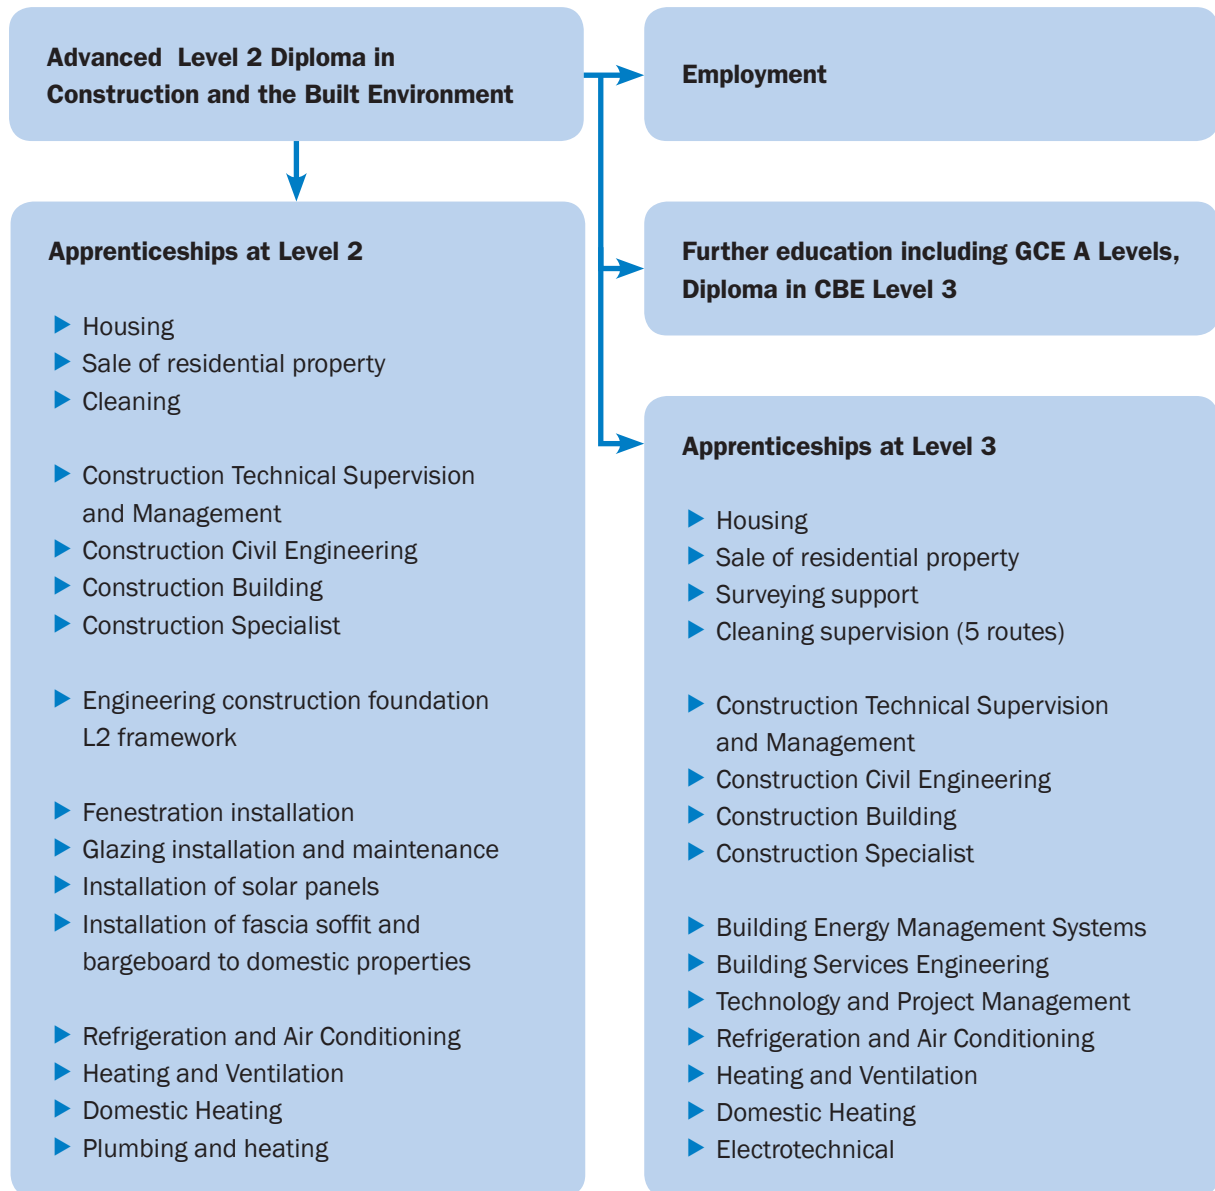 Advanced  Level 2 Diploma in
Construction and the Built Environment
Employment
Apprenticeships at Level 2
Housing
Sale of residential property
Cleaning
Construction Technical Supervision
and Management
Construction Civil Engineering
Construction Building
Construction Specialist
Engineering construction foundation
L2 framework
Fenestration installation
Glazing installation and maintenance
Installation of solar panels
Installation of fascia soffit and
bargeboard to domestic properties
Refrigeration and Air Conditioning
Heating and Ventilation
Domestic Heating
Plumbing and heating
Further education including GCE A Levels,
Diploma in CBE Level 3
Apprenticeships at Level 3
Housing
Sale of residential property
Surveying support
Cleaning supervision (5 routes)
Construction Technical Supervision
and Management
Construction Civil Engineering
Construction Building
Construction Specialist
Building Energy Management Systems
Building Services Engineering
Technology and Project Management
Refrigeration and Air Conditioning
Heating and Ventilation
Domestic Heating
Electrotechnical